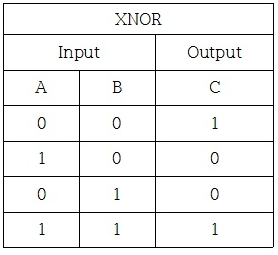 XNOR
Input Output
A B C
0 0 1
1 0 0
0 1 0
1 1 1